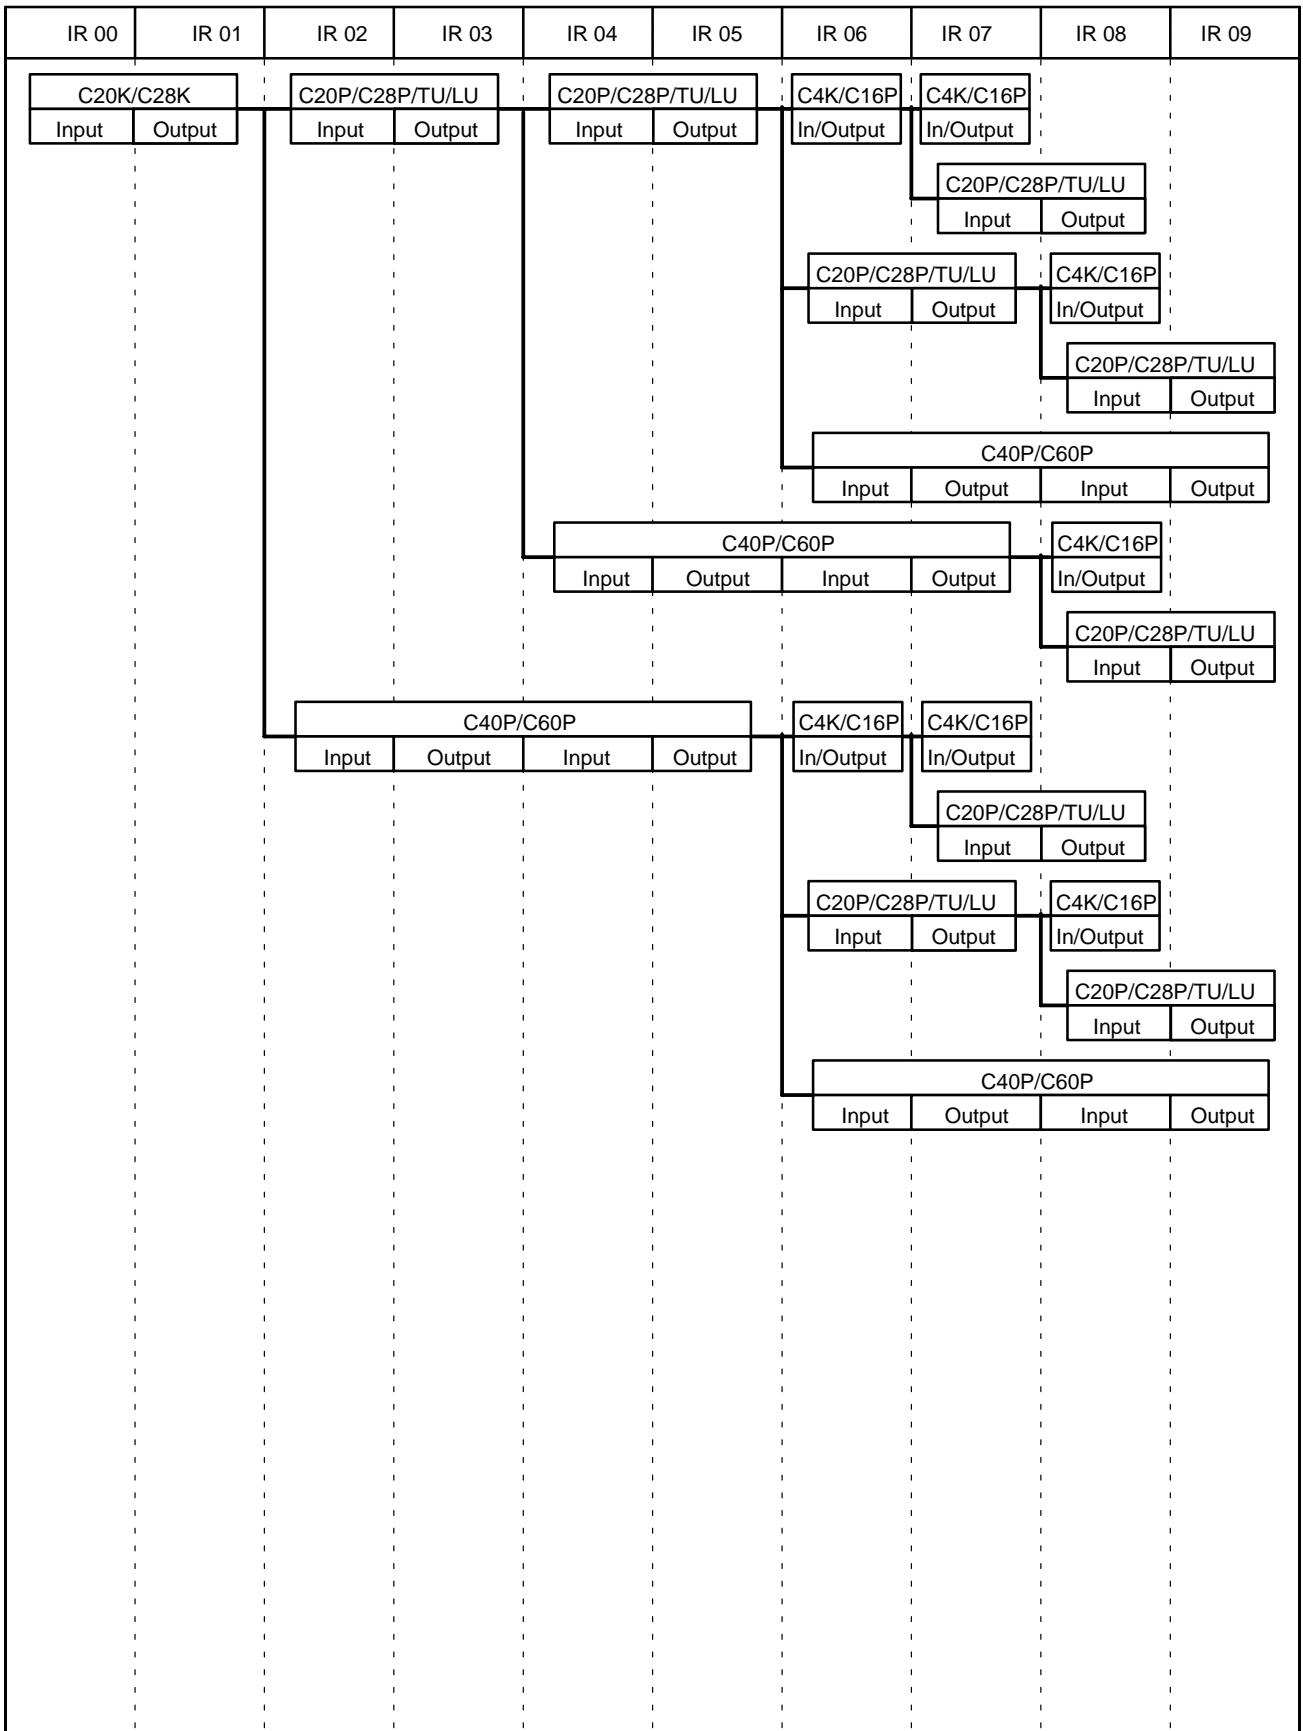 IR 00 IR 01 IR 02 IR 03 IR 04 IR 05 IR 06 IR 07 IR 08 IR 09
C20K/C28K C20P/C28P/TU/LU C20P/C28P/TU/LU C4K/C16P C4K/C16P
Input Output Input Output Input Output In/Output In/Output
C20P/C28P/TU/LU
Input Output
C20P/C28P/TU/LU C4K/C16P
Input Output In/Output
C20P/C28P/TU/LU
Input Output
C40P/C60P
Input Output Input Output
C40P/C60P C4K/C16P
Input Output Input Output In/Output
C20P/C28P/TU/LU
Input Output
C40P/C60P C4K/C16P C4K/C16P
Input Output Input Output In/Output In/Output
C20P/C28P/TU/LU
Input Output
C20P/C28P/TU/LU C4K/C16P
Input Output In/Output
C20P/C28P/TU/LU
Input Output
C40P/C60P
Input Output Input Output